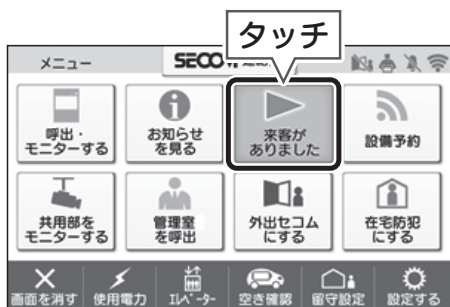 タッチ
メニュー
SECOM
呼出・
モニターする
お知らせ
を見る
来客が
ありました
設備予約
共用部を
モニターする
管理室
を呼出
外出セコム
にする
在宅防犯
にする
画面を消す
使用電力
エレベーター
空き確認
留守設定
設定する